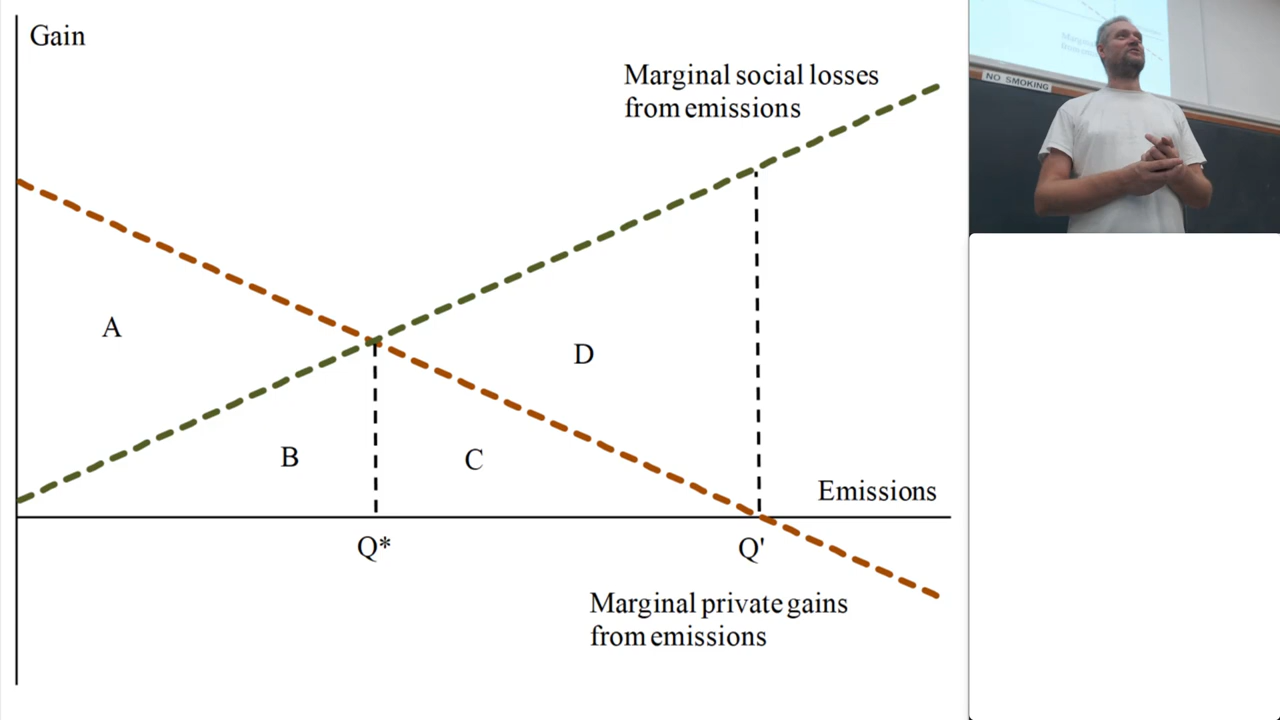 Gain
Marginal social losses
from emissions
A
D
B
C
Emissions
Q*
Q'
Marginal private gains
from emissions
NO SMOKING